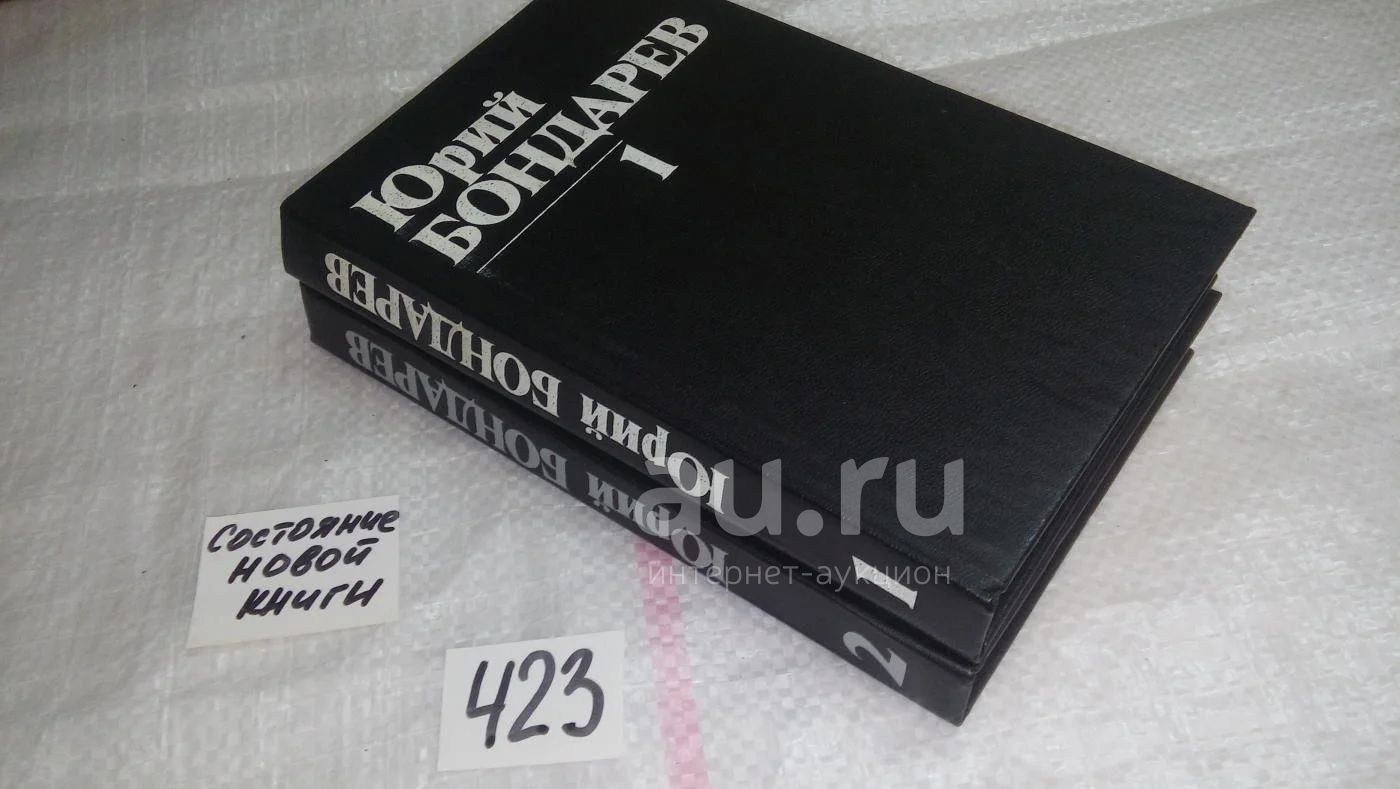 Юрий
БОНДАРЕВ
1
Юрий БОНДАРЕВ
1
Юрий БОНДАРЕВ
2
au.ru
интернет-аукцион
Состояние
новой
книги
423